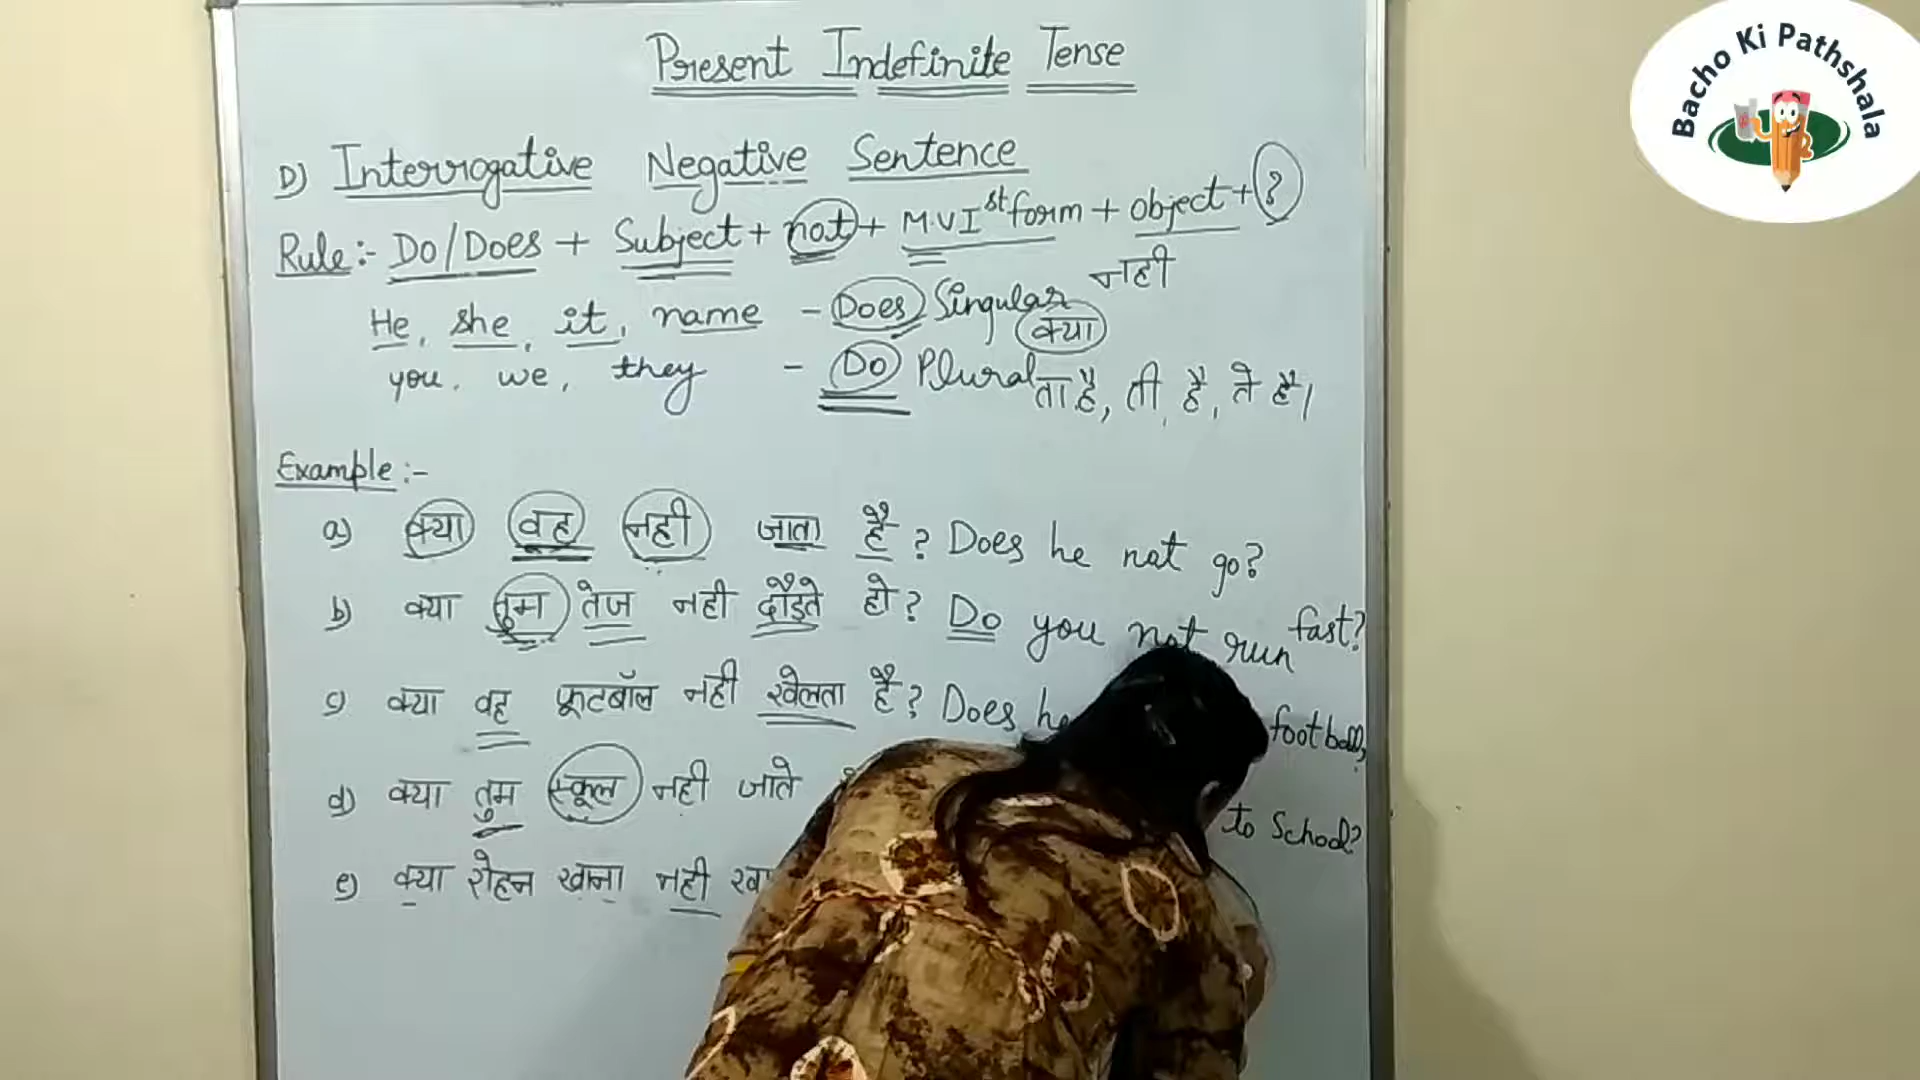 Present Indefinite Tense
Bacho Ki Pathshala
D) Interrogative Negative Sentence
Rule:- Do/Does + Subject + not + M.V Ist form + object + ?
नही
He, she, it, name - Does Singular
क्या
you, we, they - Do Plural
ता है, ती है, ते हैं।
Example:-
a) क्या वह नही जाता है? Does he not go?
b) क्या तुम तेज नही दौड़ते हो? Do you not run fast?
c) क्या वह फूटबॉल नही खेलता है? Does he football,
d) क्या तुम स्कूल नही जाते to School?
e) क्या रोहन खाना नही